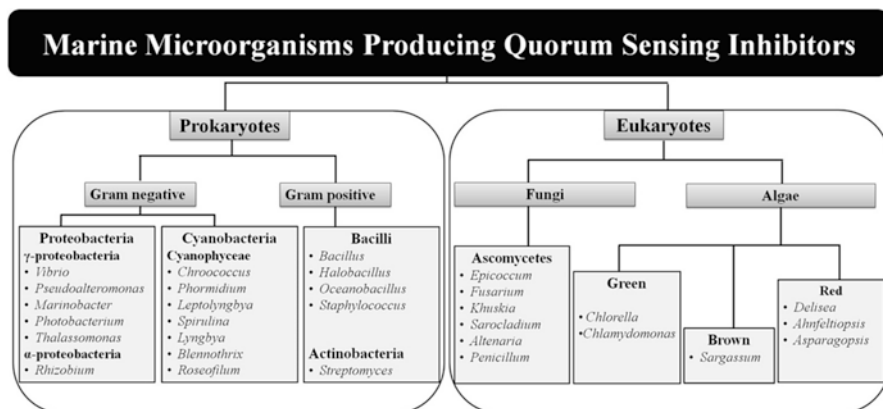 Marine Microorganisms Producing Quorum Sensing Inhibitors
Prokaryotes
Gram negative
Proteobacteria
γ-proteobacteria
• Vibrio
• Pseudoalteromonas
• Marinobacter
• Photobacterium
• Thalassomonas
α-proteobacteria
• Rhizobium
Cyanobacteria
Cyanophyceae
• Chroococcus
• Phormidium
• Leptolyngbya
• Spirulina
• Lyngbya
• Blennothrix
• Roseofilum
Gram positive
Bacilli
• Bacillus
• Halobacillus
• Oceanobacillus
• Staphylococcus
Actinobacteria
• Streptomyces
Eukaryotes
Fungi
Ascomycetes
• Epicoccum
• Fusarium
• Khuskia
• Sarocladium
• Altenaria
• Penicillum
Algae
Green
• Chlorella
• Chlamydomonas
Brown
• Sargassum
Red
• Delisea
• Ahnfeltiopsis
• Asparagopsis